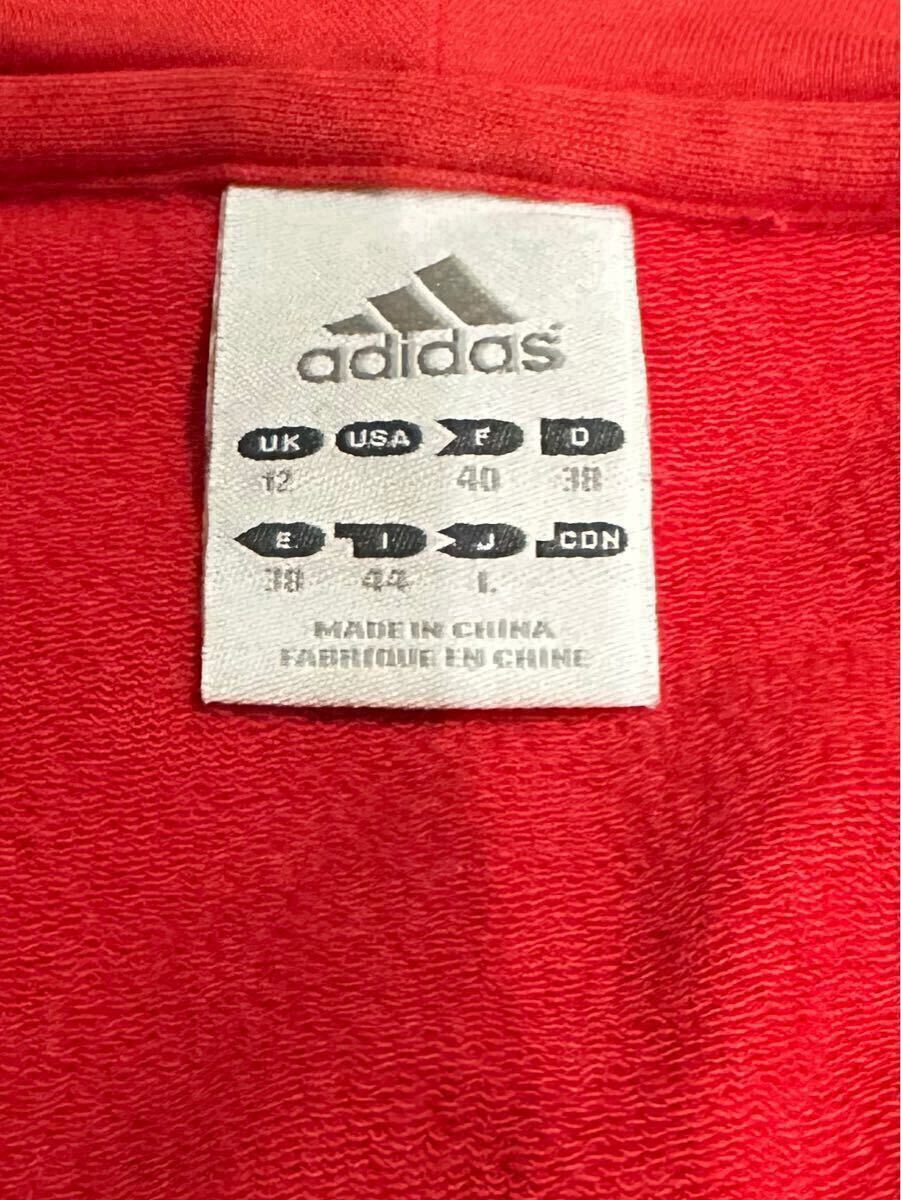 adidas
UK USA F D
12 40 38
E I J CDN
38 44 L
MADE IN CHINA
FABRIQUE EN CHINE